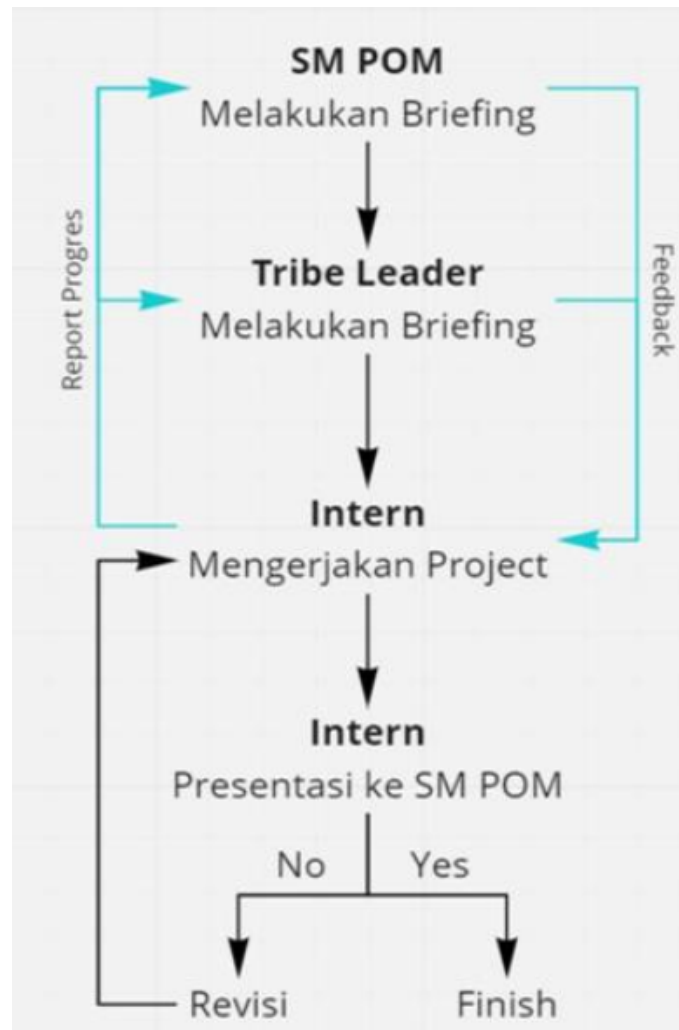 SM POM
Melakukan Briefing
Report Progres
Feedback
Tribe Leader
Melakukan Briefing
Intern
Mengerjakan Project
Intern
Presentasi ke SM POM
No
Yes
Revisi
Finish